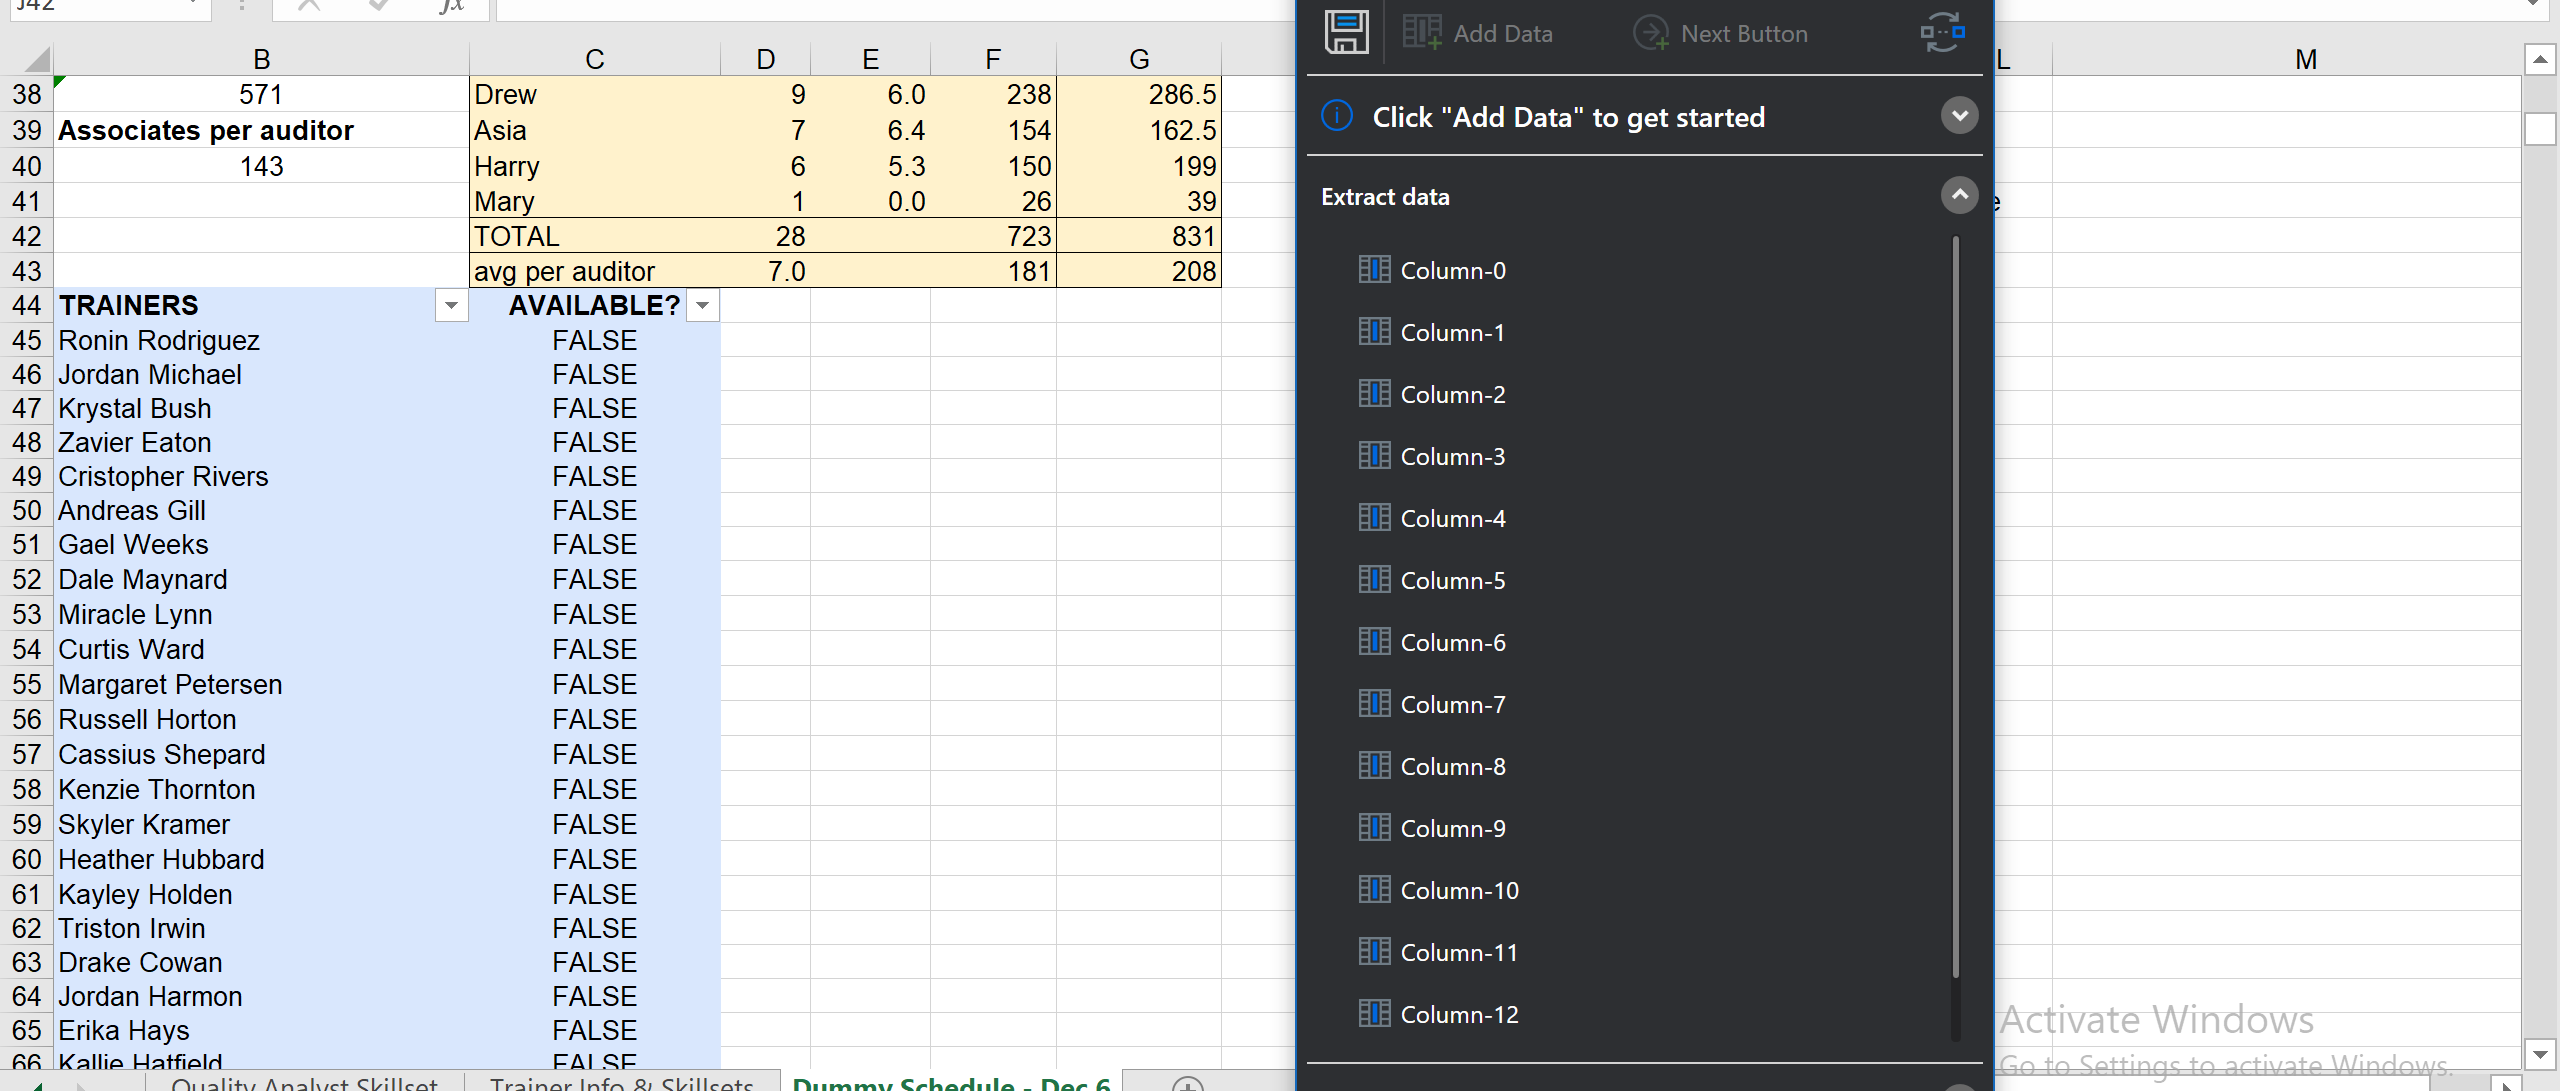 J42
fx
B C D E F G L M
38 571 Drew 9 6.0 238 286.5
39 Associates per auditor Asia 7 6.4 154 162.5
40 143 Harry 6 5.3 150 199
41 Mary 1 0.0 26 39
42 TOTAL 28 723 831
43 avg per auditor 7.0 181 208
44 TRAINERS AVAILABLE?
45 Ronin Rodriguez FALSE
46 Jordan Michael FALSE
47 Krystal Bush FALSE
48 Zavier Eaton FALSE
49 Cristopher Rivers FALSE
50 Andreas Gill FALSE
51 Gael Weeks FALSE
52 Dale Maynard FALSE
53 Miracle Lynn FALSE
54 Curtis Ward FALSE
55 Margaret Petersen FALSE
56 Russell Horton FALSE
57 Cassius Shepard FALSE
58 Kenzie Thornton FALSE
59 Skyler Kramer FALSE
60 Heather Hubbard FALSE
61 Kayley Holden FALSE
62 Triston Irwin FALSE
63 Drake Cowan FALSE
64 Jordan Harmon FALSE
65 Erika Hays FALSE
66 Kallie Hatfield FALSE
Quality Analyst Skillset Trainer Info & Skillsets Dummy Schedule - Dec 6
Add Data Next Button
Click "Add Data" to get started
Extract data
Column-0
Column-1
Column-2
Column-3
Column-4
Column-5
Column-6
Column-7
Column-8
Column-9
Column-10
Column-11
Column-12
e
Activate Windows
Go to Settings to activate Windows.